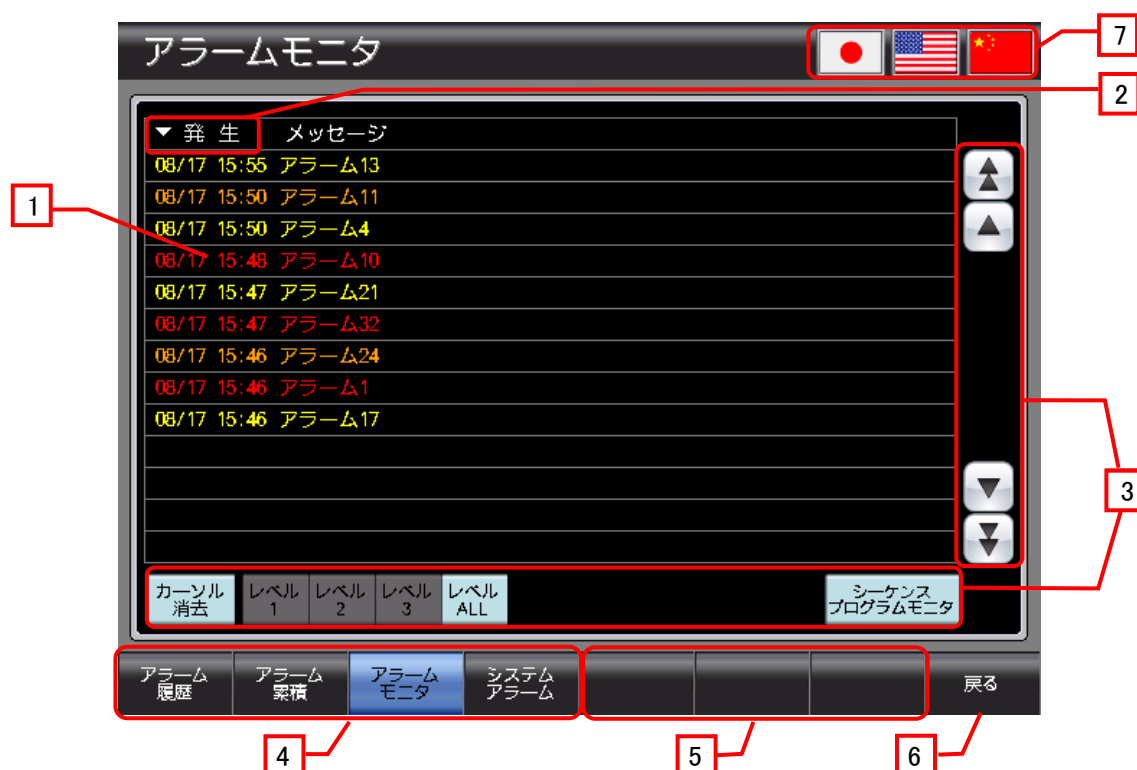 アラームモニタ
7
2
▼ 発 生 メッセージ
08/17 15:55 アラーム13
08/17 15:50 アラーム11
1
08/17 15:50 アラーム4
08/17 15:48 アラーム10
08/17 15:47 アラーム21
08/17 15:47 アラーム32
08/17 15:46 アラーム24
08/17 15:46 アラーム1
08/17 15:46 アラーム17
3
カーソル
消去
レベル
1
レベル
2
レベル
3
レベル
ALL
シーケンス
プログラムモニタ
アラーム
履歴
アラーム
累積
アラーム
モニタ
システム
アラーム
戻る
4
5
6